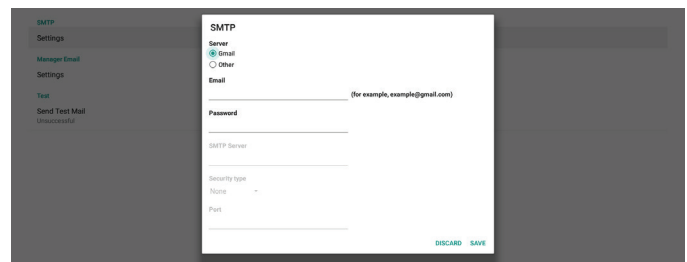 SMTP
Settings
Manager Email
Settings
Test
Send Test Mail
Unsuccessful
SMTP
Server
Gmail
Other
Email
(for example, example@gmail.com)
Password
SMTP Server
Security type
None
Port
DISCARD SAVE